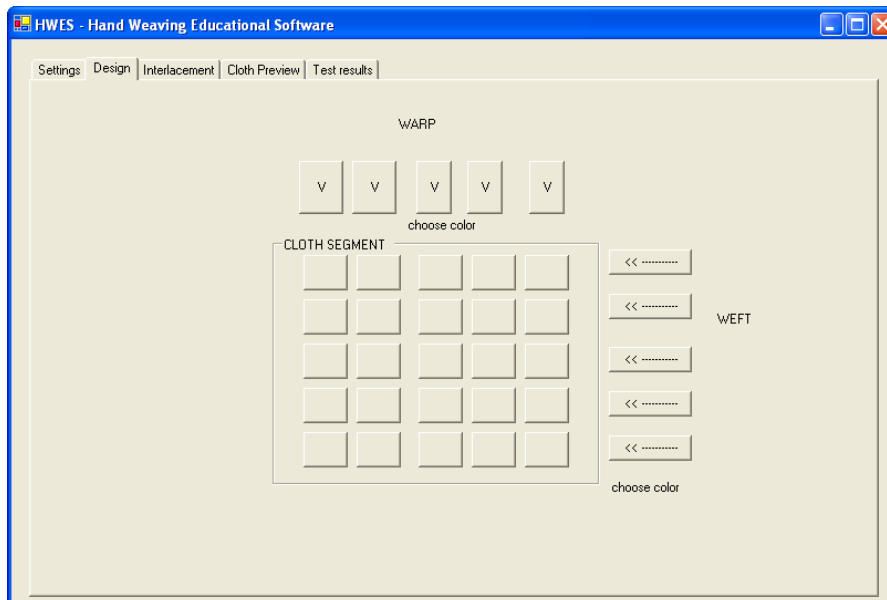 HWES - Hand Weaving Educational Software
Settings Design Interlacement Cloth Preview Test results
WARP
V V V V V
choose color
CLOTH SEGMENT
<< -----------
<< -----------
WEFT
<< -----------
<< -----------
<< -----------
choose color